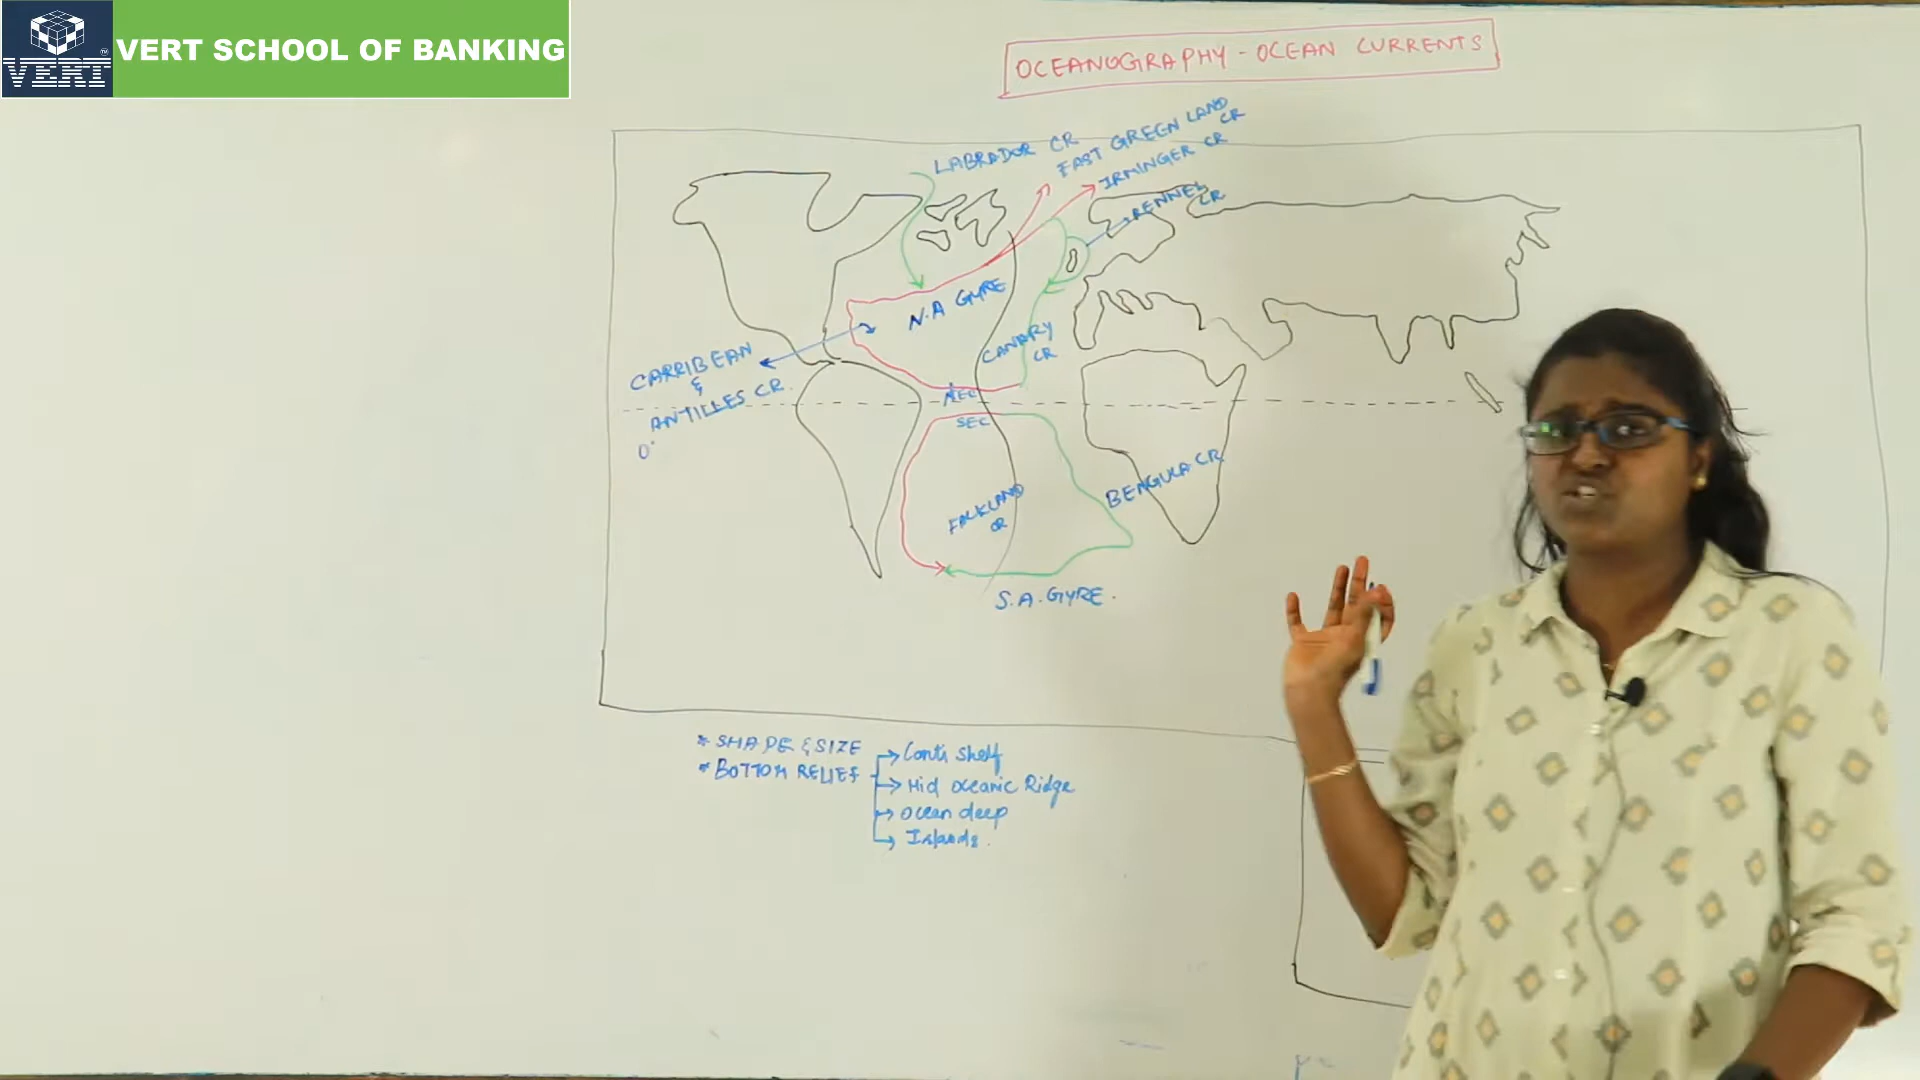 VERT
TM
VERT SCHOOL OF BANKING
OCEANOGRAPHY - OCEAN CURRENTS
LABRADOR CR
EAST GREEN LAND
CR
IRMINGER CR
RENNEL
CR
N.A GYRE
CANARY
CR
CARRIBEAN
&
ANTILLES CR.
0°
NEC
SEC
FALKLAND
CR
BENGULA CR
S.A. GYRE.
* SHAPE & SIZE
* BOTTOM RELIEF
→ Conti shelf
→ Mid oceanic Ridge
→ Ocean deep
→ Islands.